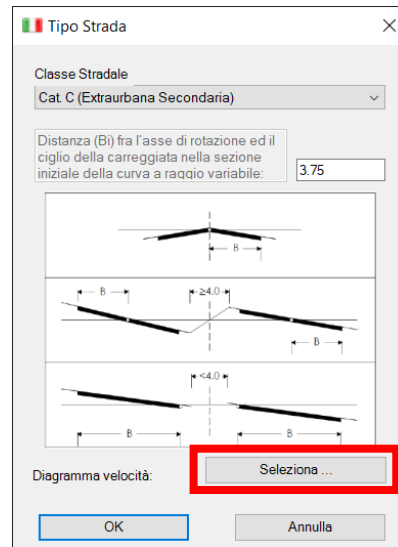 Tipo Strada
Classe Stradale
Cat. C (Extraurbana Secondaria)
Distanza (Bi) fra l'asse di rotazione ed il
ciglio della carreggiata nella sezione
iniziale della curva a raggio variabile:
3.75
B
B
≥4.0
B
<4.0
B
B
Diagramma velocità:
Seleziona ...
OK
Annulla